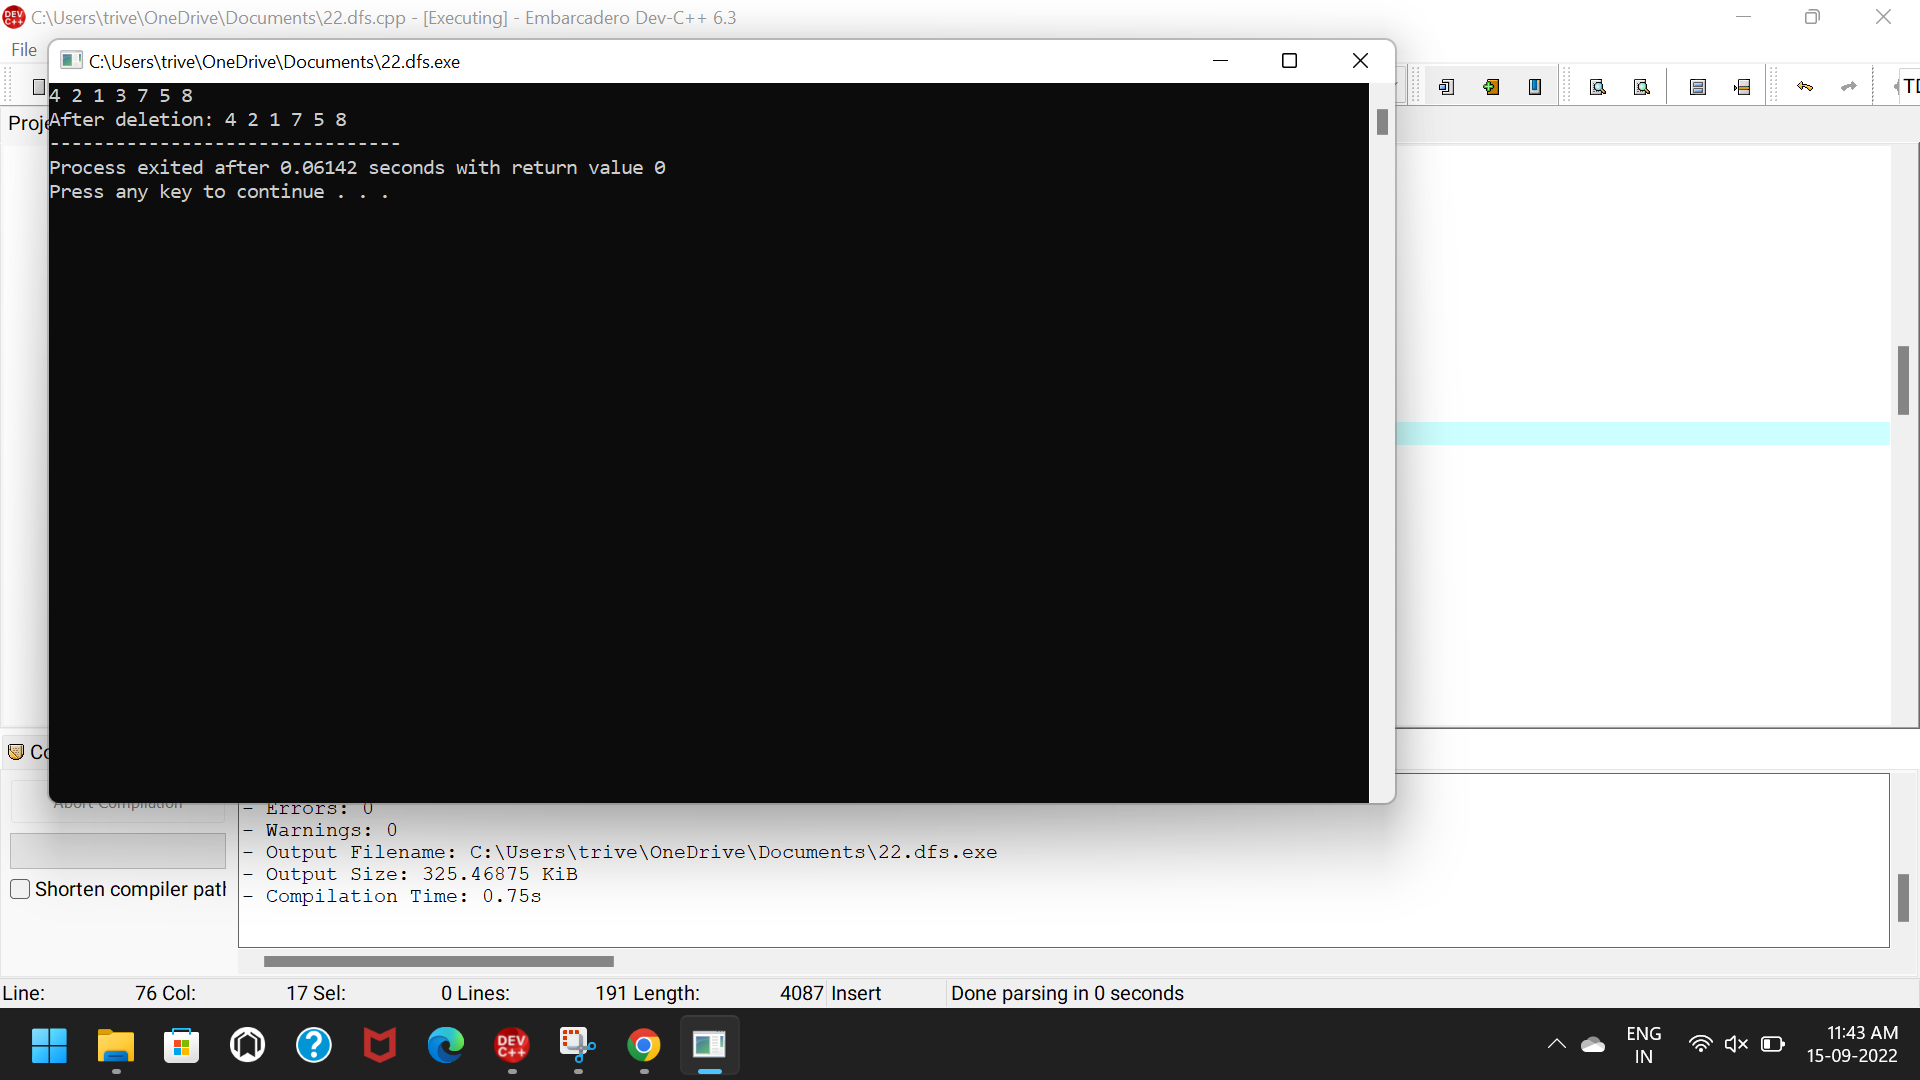 C:\Users\trive\OneDrive\Documents\22.dfs.cpp - [Executing] - Embarcadero Dev-C++ 6.3
File
C:\Users\trive\OneDrive\Documents\22.dfs.exe
4 2 1 3 7 5 8
After deletion: 4 2 1 7 5 8
--------------------------------
Process exited after 0.06142 seconds with return value 0
Press any key to continue . . .
Abort Compilation
- Errors: 0
- Warnings: 0
- Output Filename: C:\Users\trive\OneDrive\Documents\22.dfs.exe
- Output Size: 325.46875 KiB
- Compilation Time: 0.75s
Shorten compiler path
Line: 76 Col: 17 Sel: 0 Lines: 191 Length: 4087 Insert Done parsing in 0 seconds
DEV C++
ENG
IN
11:43 AM
15-09-2022